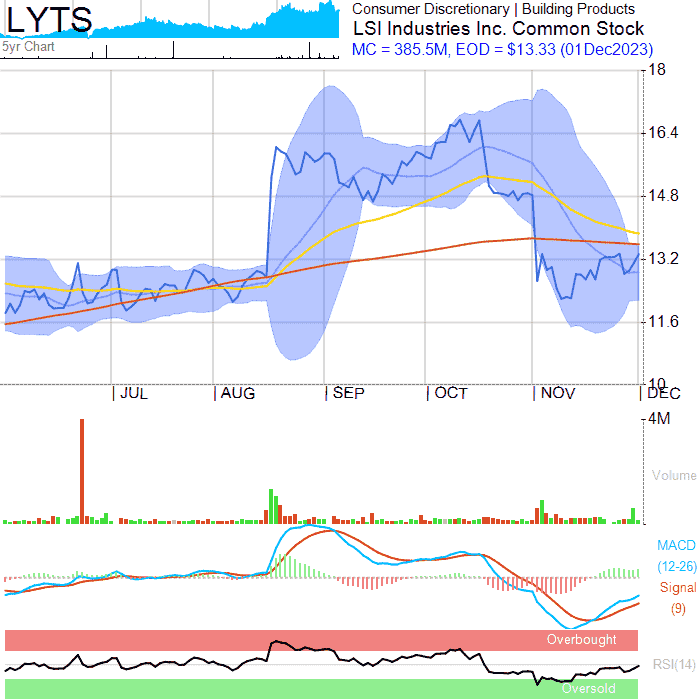 LYTS
5yr Chart
Consumer Discretionary | Building Products
LSI Industries Inc. Common Stock
MC = 385.5M, EOD = $13.33 (01Dec2023)
18
16.4
14.8
13.2
11.6
10
JUL
AUG
SEP
OCT
NOV
DEC
4M
Volume
MACD
(12-26)
Signal
(9)
Overbought
RSI(14)
Oversold